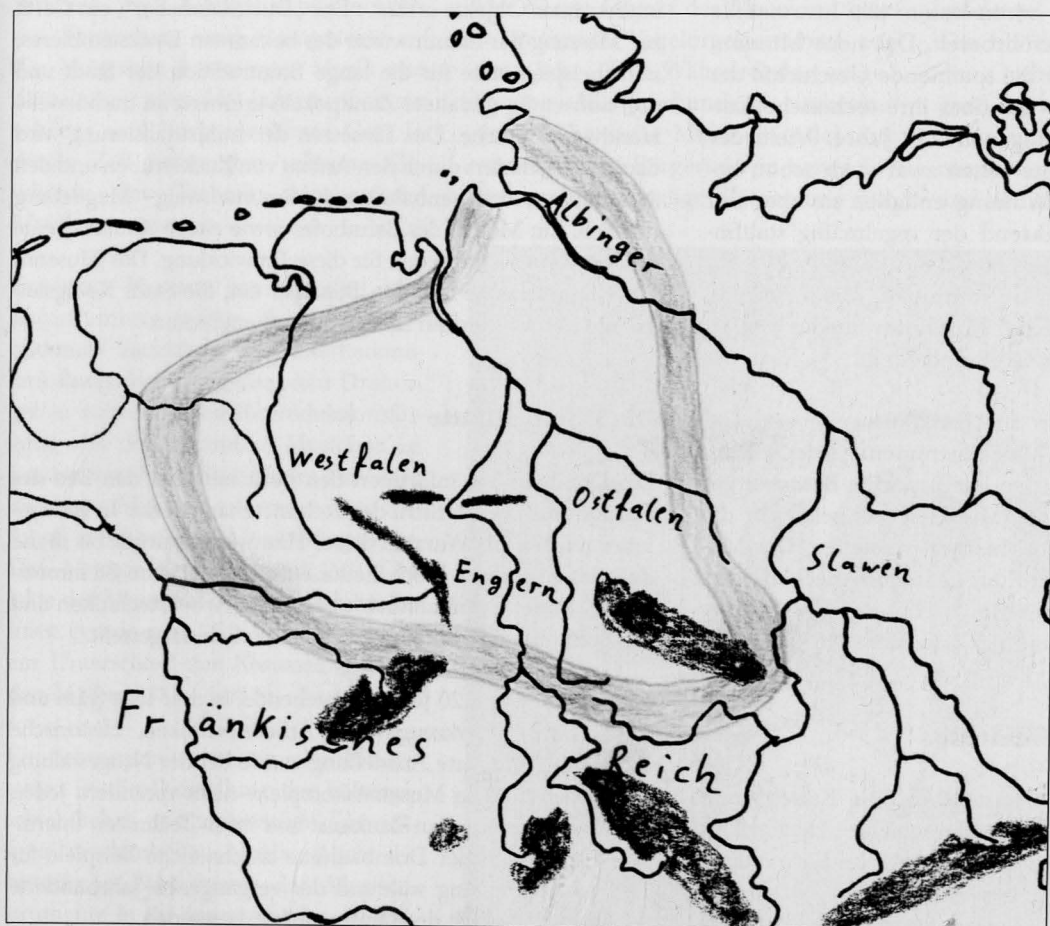 Albinger
Westfalen
Ostfalen
Engern
Slawen
Fränkisches
Reich